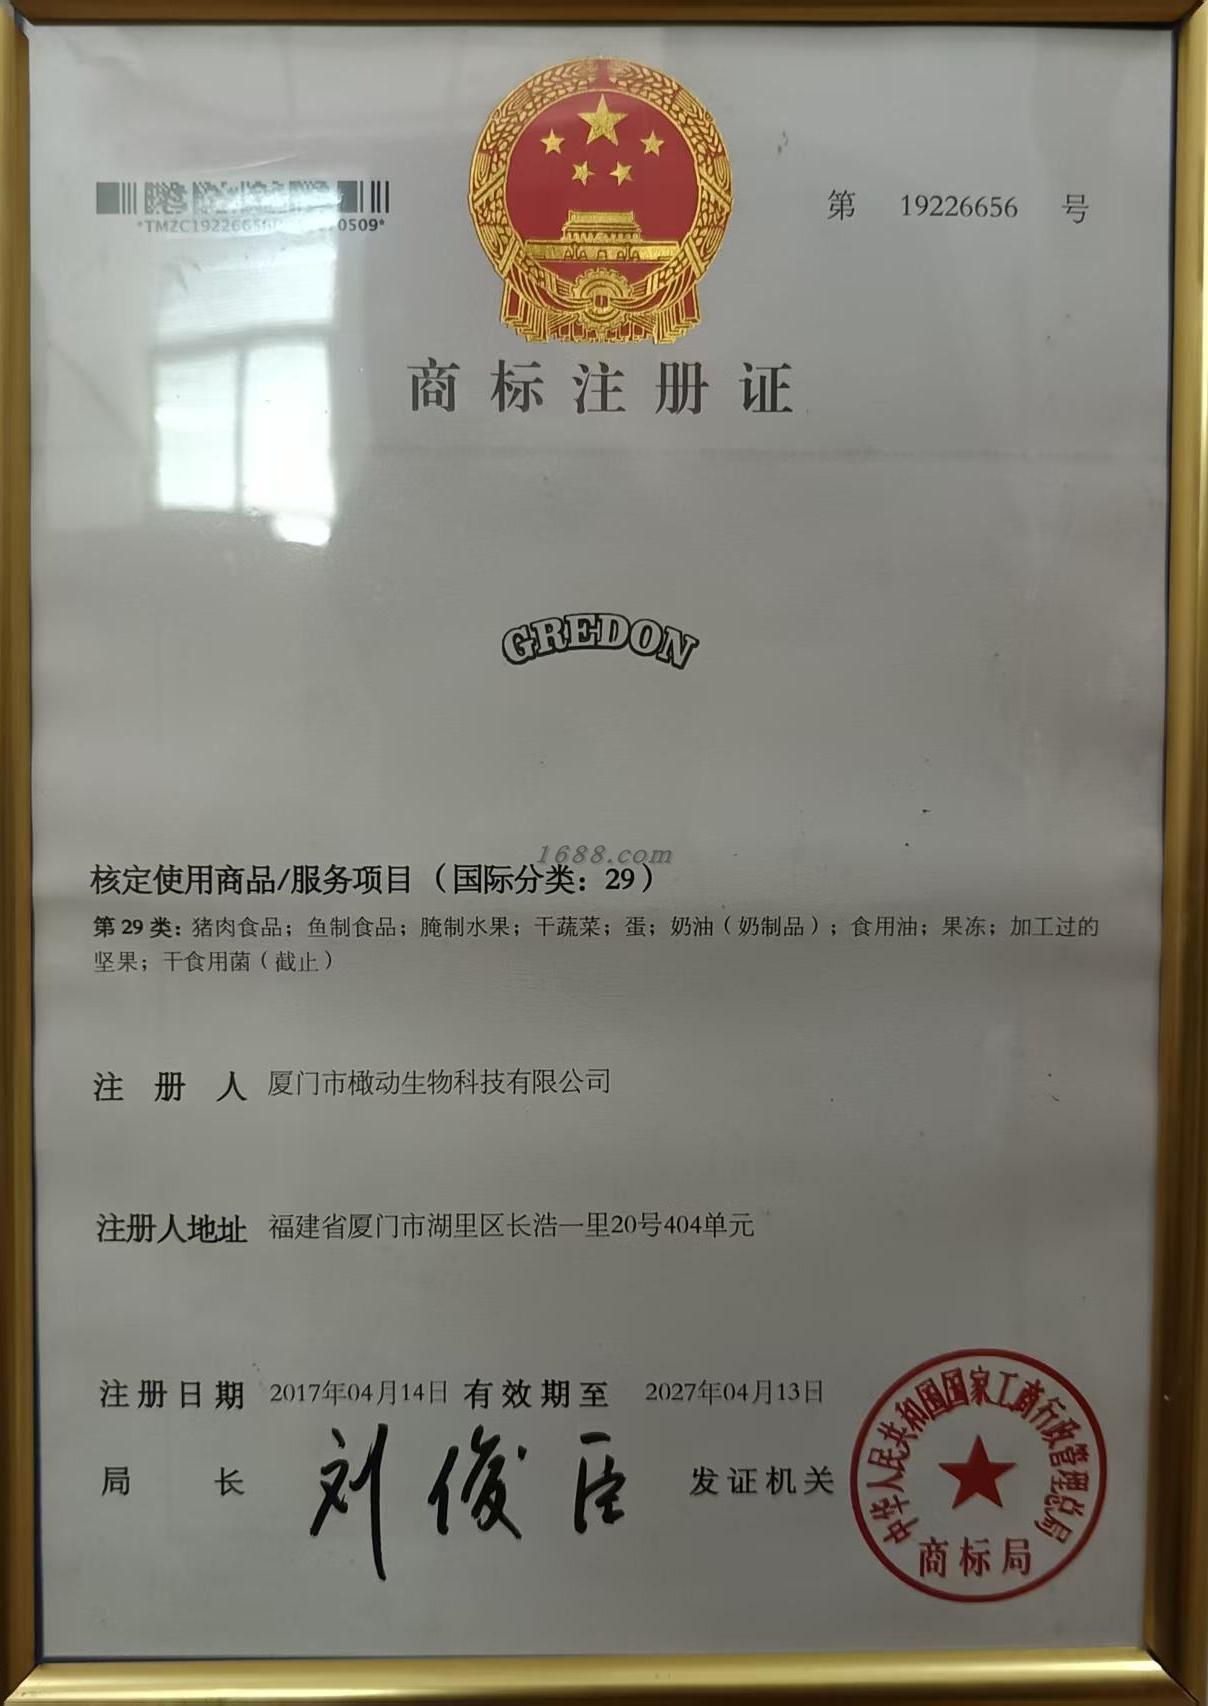 第 19226656 号
*TMZC1922665 0509*
商标注册证
GREDON
1688.com
核定使用商品/服务项目（国际分类：29）
第 29 类：猪肉食品；鱼制食品；腌制水果；干蔬菜；蛋；奶油（奶制品）；食用油；果冻；加工过的
坚果；干食用菌（截止）
注 册 人 厦门市橄动生物科技有限公司
注册人地址 福建省厦门市湖里区长浩一里20号404单元
注册日期 2017年04月14日 有效期至 2027年04月13日
局 长 刘俊臣 发证机关
中华人民共和国国家工商行政管理总局
商标局